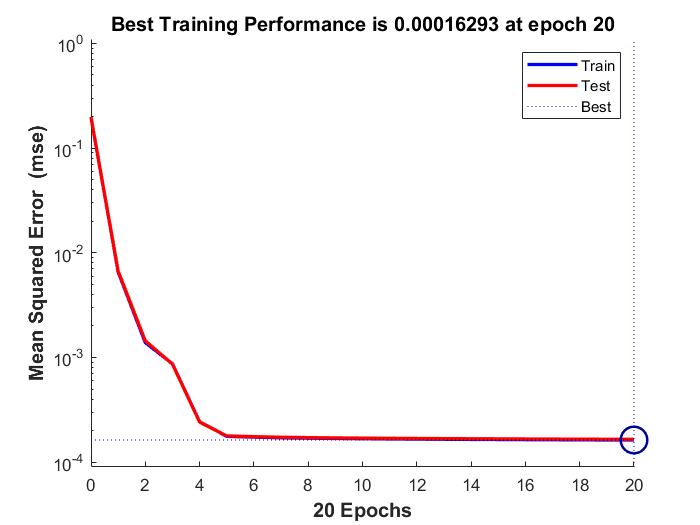 Best Training Performance is 0.00016293 at epoch 20
10^0
10^-1
10^-2
10^-3
10^-4
Mean Squared Error (mse)
Train
Test
Best
0 2 4 6 8 10 12 14 16 18 20
20 Epochs